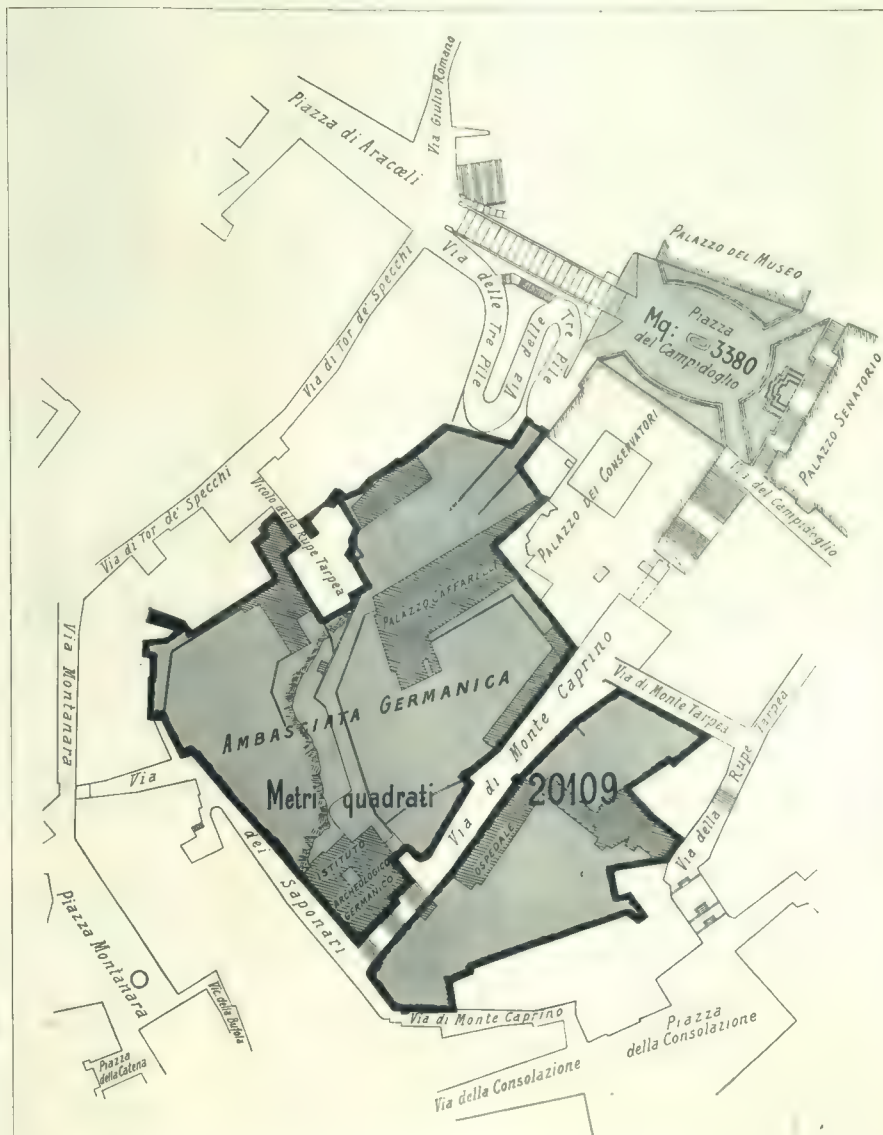 Via Giulio Romano
Piazza di Aracœli
PALAZZO DEL MUSEO
Via delle Tre Pile
Via delle
Tre Pile
Piazza
del Campidoglio
Mq: 3380
PALAZZO SENATORIO
Via di Tor de' Specchi
Via di Tor de' Specchi
Vicolo della Rupe Tarpea
PALAZZO DEI CONSERVATORI
Via del Campidoglio
PALAZZO CAFFARELLI
AMBASCIATA GERMANICA
Via di Monte Caprino
Via di Monte Tarpea
Via della Rupe Tarpea
Via Montanara
Via dei Saponari
Metri quadrati 20109
OSPEDALE
ISTITUTO
ARCHEOLOGICO
GERMANICO
Piazza Montanara
Vic. della Bufola
Piazza
della Catena
Via di Monte Caprino
Piazza
della Consolazione
Via della Consolazione